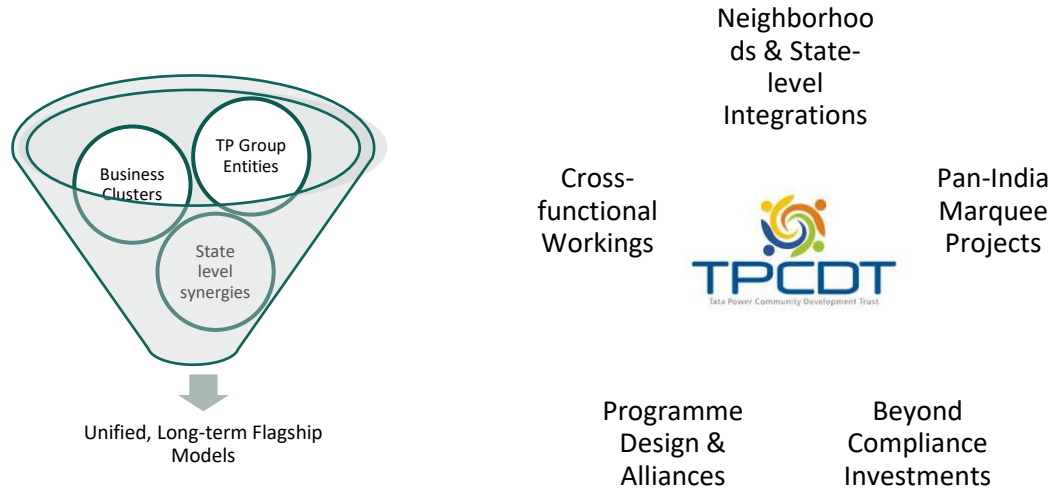 TP Group
Entities
Business
Clusters
State
level
synergies
Unified, Long-term Flagship
Models
Neighborhoo
ds & State-
level
Integrations
Cross-
functional
Workings
Pan-India
Marquee
Projects
TPCDT
Tata Power Community Development Trust
Programme
Design &
Alliances
Beyond
Compliance
Investments